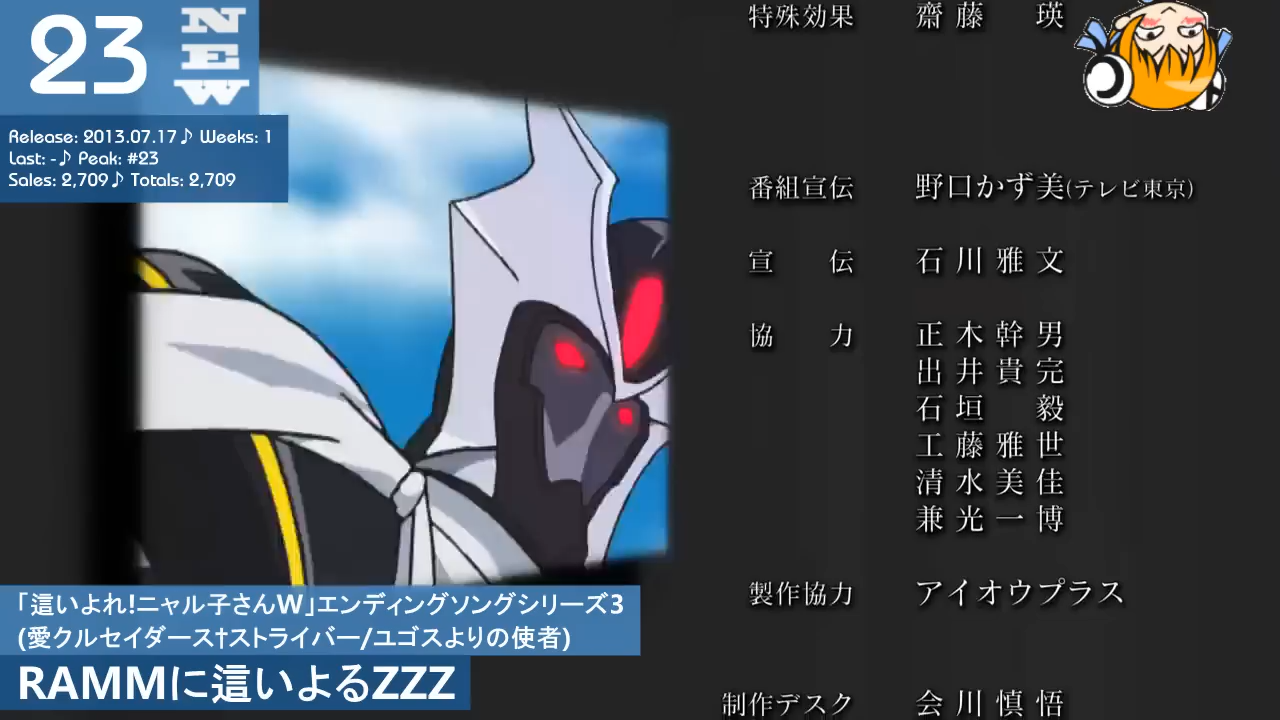 23
NEW
Release: 2013.07.17♪ Weeks: 1
Last: -♪ Peak: #23
Sales: 2,709♪ Totals: 2,709
特殊効果 齋藤 瑛
番組宣伝 野口かず美(テレビ東京)
宣 伝 石川雅文
協 力 正木幹男
出井貴完
石垣 毅
工藤雅世
清水美佳
兼光一博
製作協力 アイオウプラス
制作デスク 会川慎悟
「這いよれ!ニャル子さんW」エンディングソングシリーズ3
(愛クルセイダース†ストライバー/ユゴスよりの使者)
RAMMに這いよるZZZ